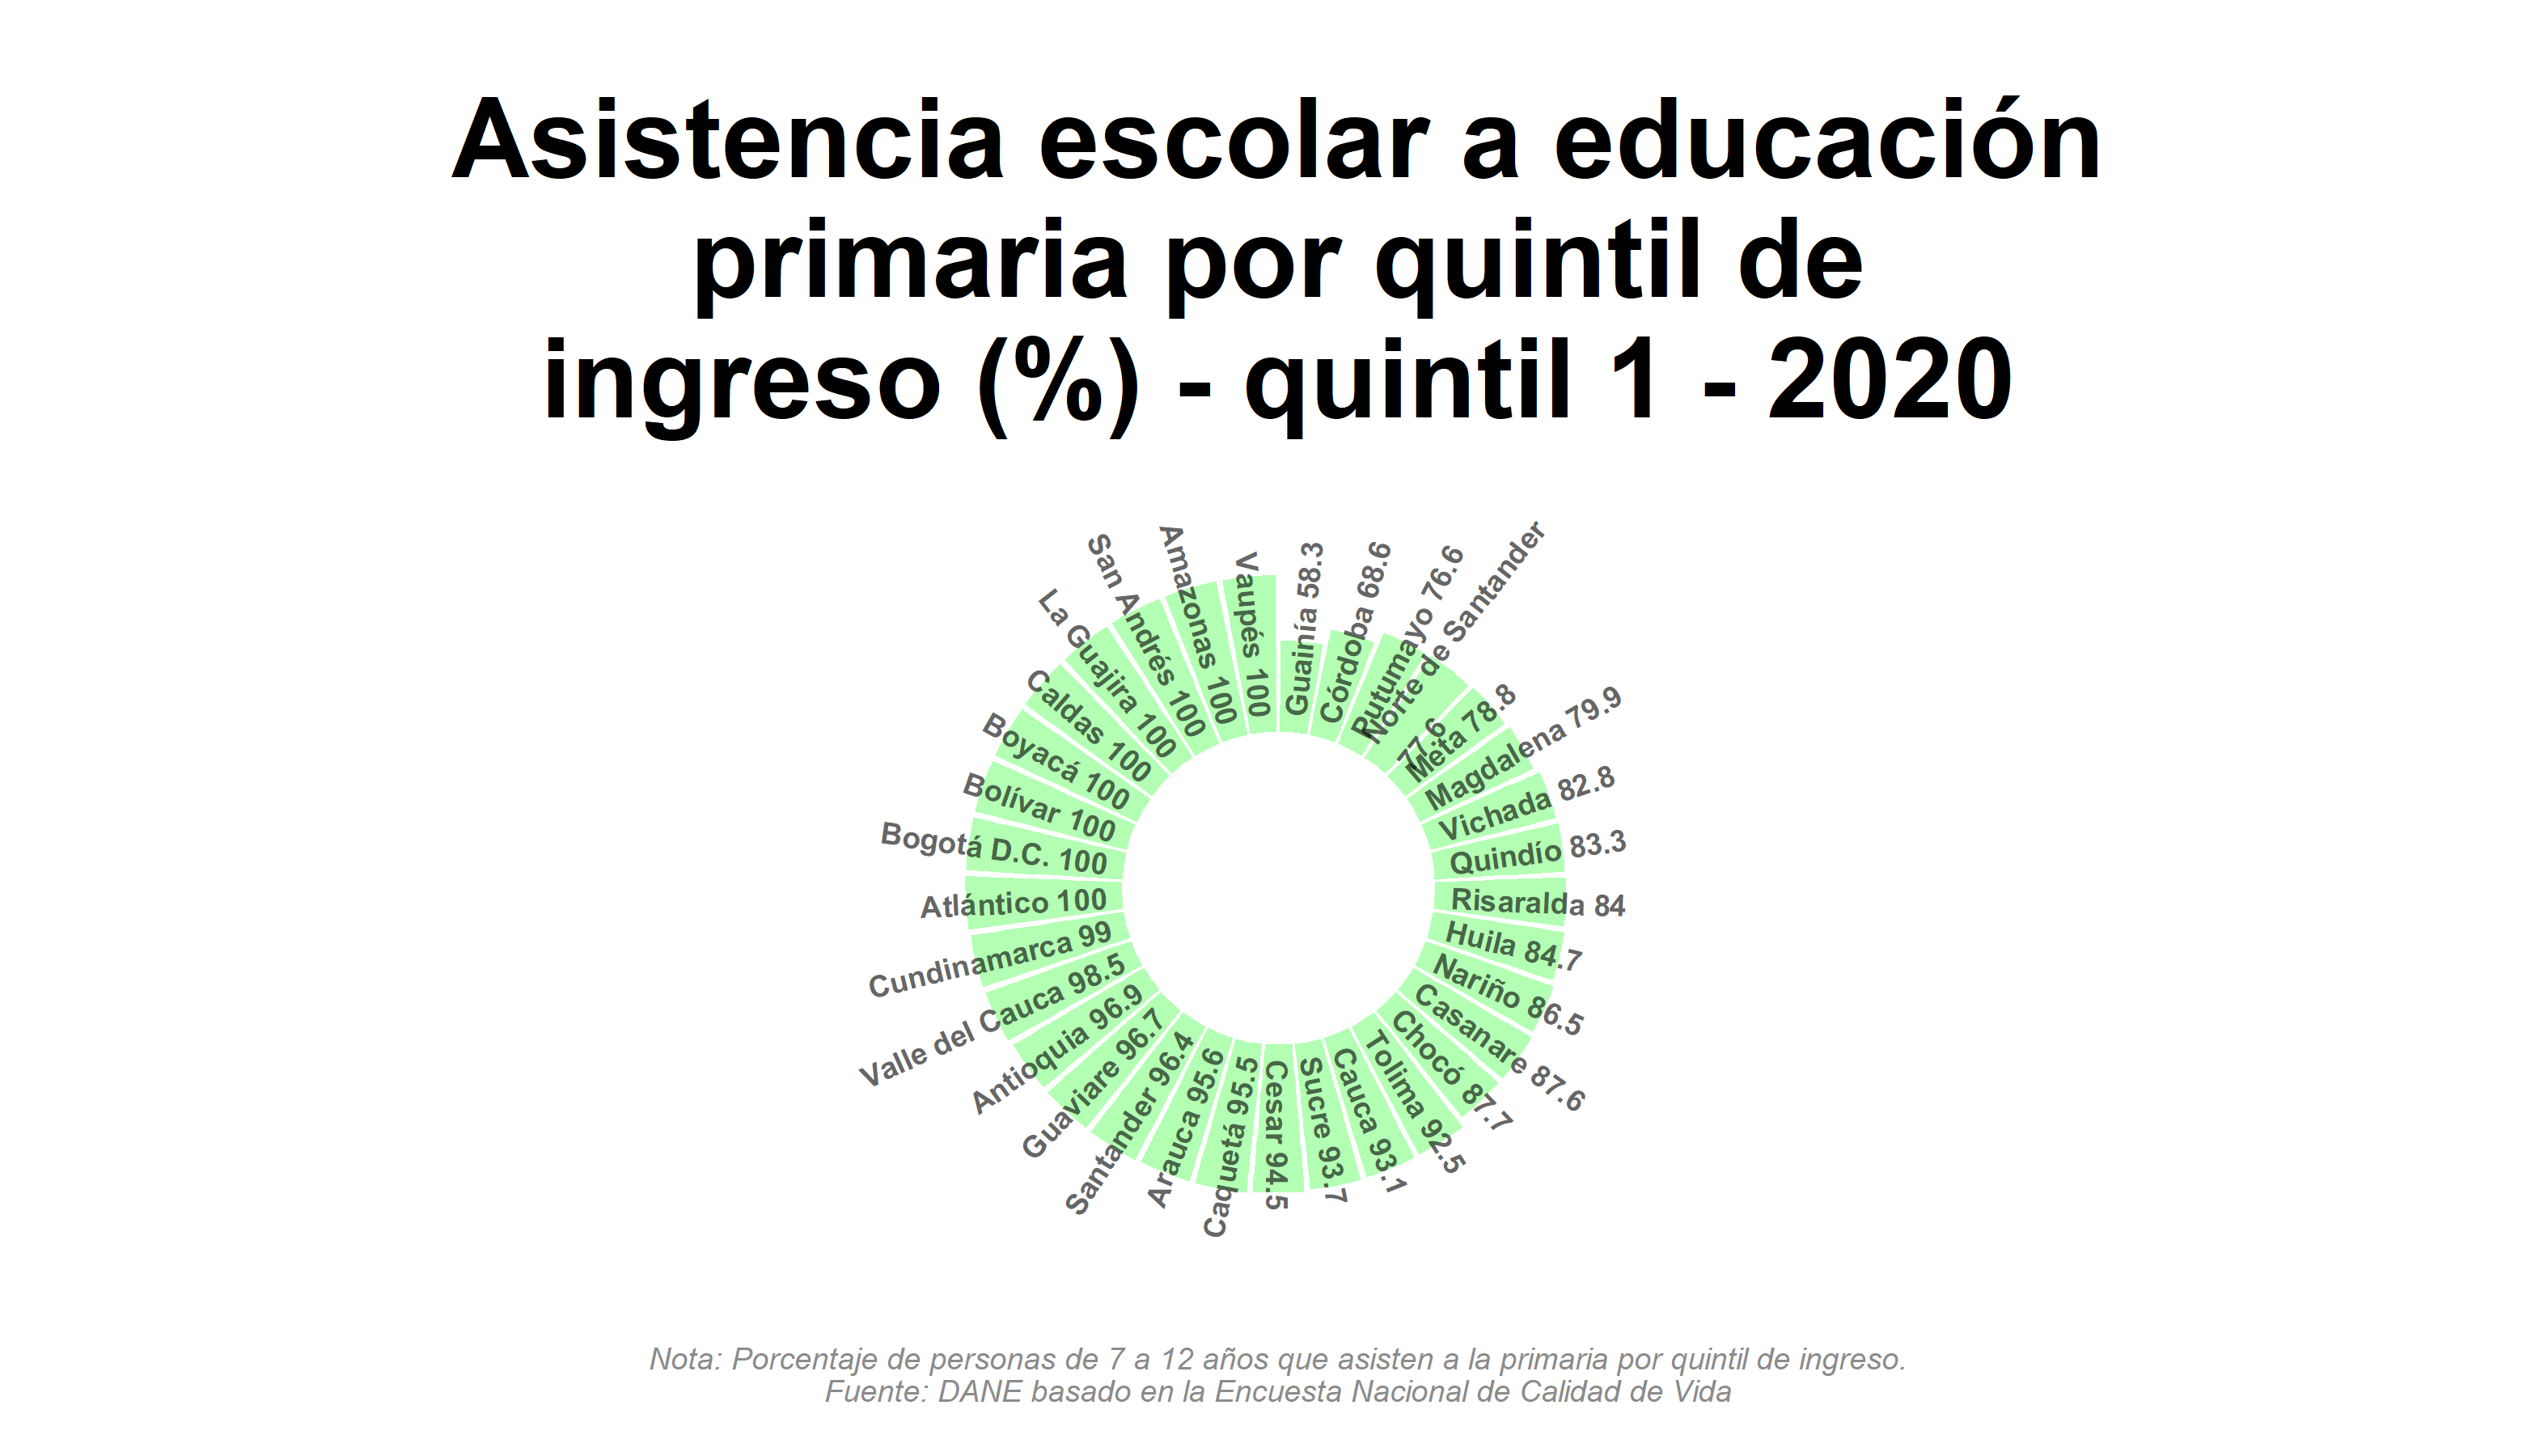 Asistencia escolar a educación
primaria por quintil de
ingreso (%) - quintil 1 - 2020
Guainía 58.3
Córdoba 68.6
Putumayo 76.6
Norte de Santander
77.6
Meta 78.8
Magdalena 79.9
Vichada 82.8
Quindío 83.3
Risaralda 84
Huila 84.7
Nariño 86.5
Casanare 87.6
Chocó 87.7
Tolima 92.5
Cauca 93.1
Sucre 93.7
Cesar 94.5
Caquetá 95.5
Arauca 95.6
Santander 96.4
Guaviare 96.7
Antioquia 96.9
Valle del Cauca 98.5
Cundinamarca 99
Atlántico 100
Bogotá D.C. 100
Bolívar 100
Boyacá 100
Caldas 100
La Guajira 100
San Andrés 100
Amazonas 100
Vaupés 100
Nota: Porcentaje de personas de 7 a 12 años que asisten a la primaria por quintil de ingreso.
Fuente: DANE basado en la Encuesta Nacional de Calidad de Vida